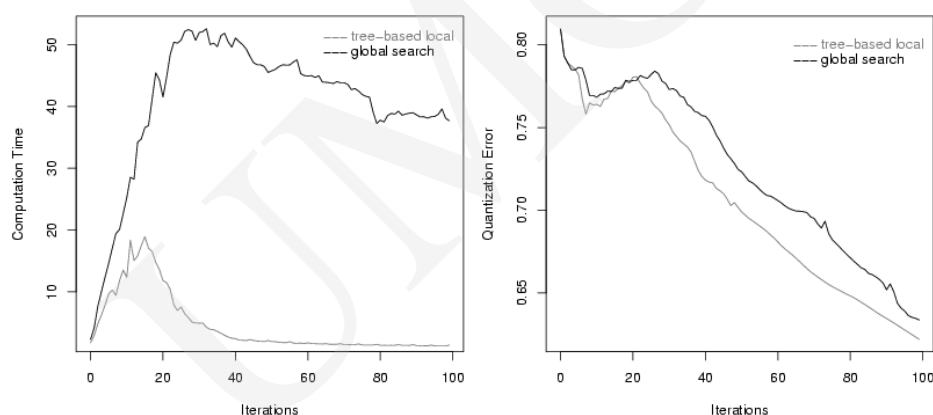 tree-based local
global search
Computation Time
50
40
30
20
10
0
20
40
60
80
100
Iterations
tree-based local
global search
Quantization Error
0.80
0.75
0.70
0.65
0
20
40
60
80
100
Iterations